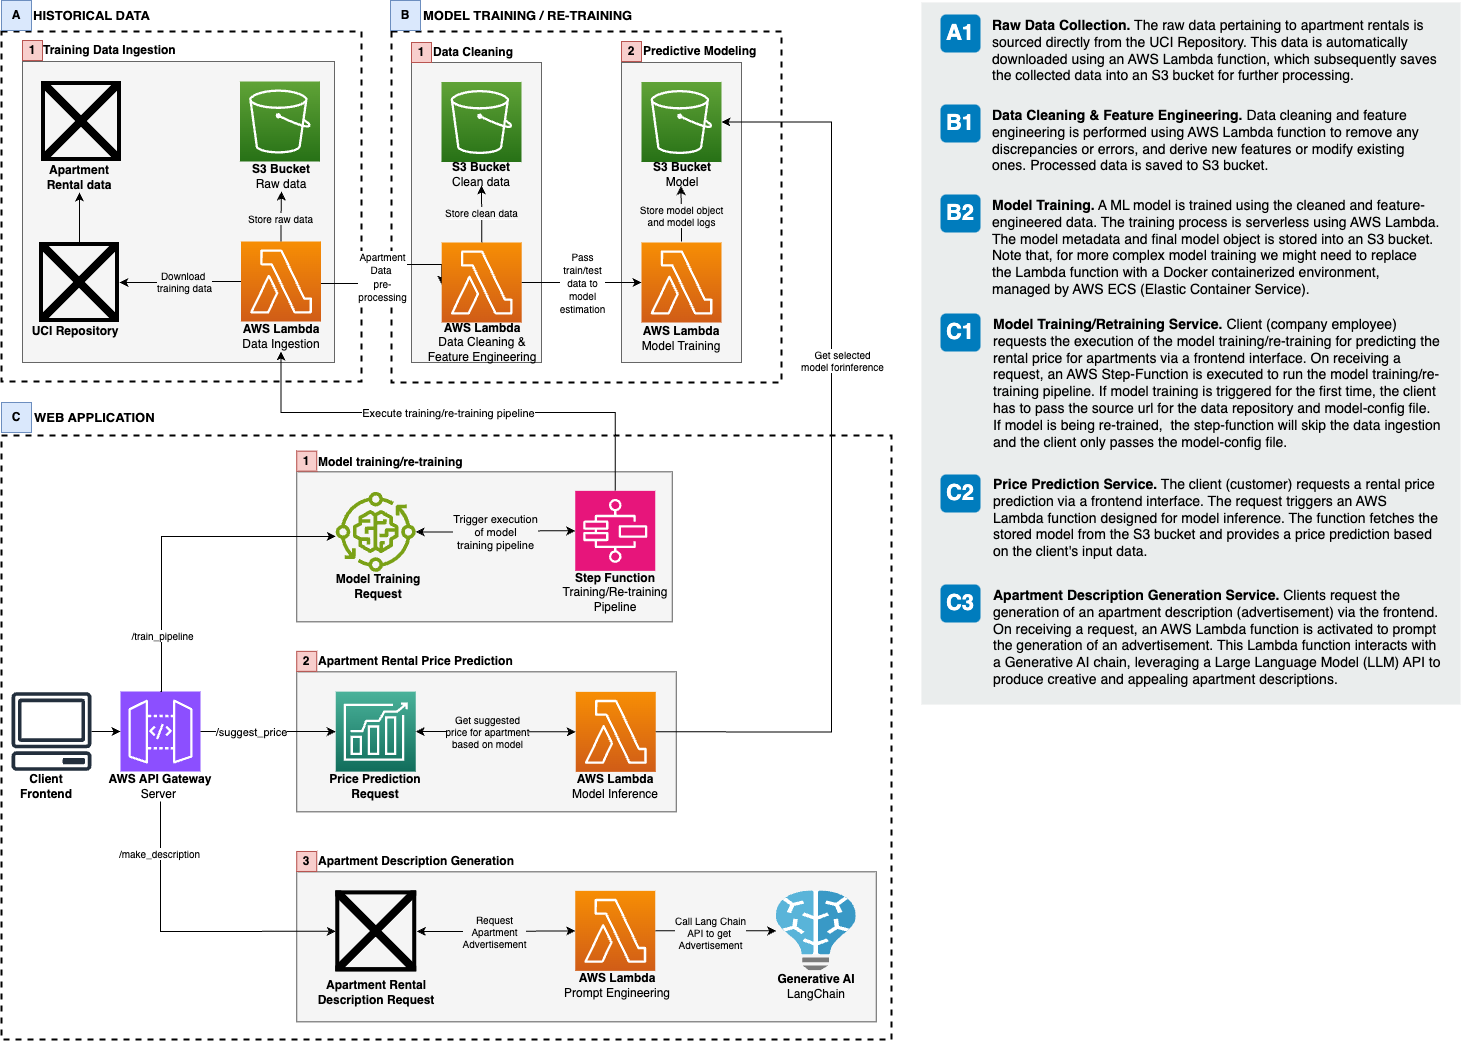 A HISTORICAL DATA
1 Training Data Ingestion
Apartment
Rental data
S3 Bucket
Raw data
Store raw data
Download
training data
UCI Repository
AWS Lambda
Data Ingestion
Apartment
Data
pre-
processing
B MODEL TRAINING / RE-TRAINING
1 Data Cleaning
S3 Bucket
Clean data
Store clean data
AWS Lambda
Data Cleaning &
Feature Engineering
Pass
train/test
data to
model
estimation
2 Predictive Modeling
S3 Bucket
Model
Store model object
and model logs
AWS Lambda
Model Training
Get selected
model forinference
Execute training/re-training pipeline
C WEB APPLICATION
1 Model training/re-training
Model Training
Request
Trigger execution
of model
training pipeline
Step Function
Training/Re-training
Pipeline
/train_pipeline
2 Apartment Rental Price Prediction
Client
Frontend
AWS API Gateway
Server
/suggest_price
Price Prediction
Request
Get suggested
price for apartment
based on model
AWS Lambda
Model Inference
/make_description
3 Apartment Description Generation
Apartment Rental
Description Request
Request
Apartment
Advertisement
AWS Lambda
Prompt Engineering
Call Lang Chain
API to get
Advertisement
Generative AI
LangChain
A1
Raw Data Collection. The raw data pertaining to apartment rentals is
sourced directly from the UCI Repository. This data is automatically
downloaded using an AWS Lambda function, which subsequently saves
the collected data into an S3 bucket for further processing.
B1
Data Cleaning & Feature Engineering. Data cleaning and feature
engineering is performed using AWS Lambda function to remove any
discrepancies or errors, and derive new features or modify existing
ones. Processed data is saved to S3 bucket.
B2
Model Training. A ML model is trained using the cleaned and feature-
engineered data. The training process is serverless using AWS Lambda.
The model metadata and final model object is stored into an S3 bucket.
Note that, for more complex model training we might need to replace
the Lambda function with a Docker containerized environment,
managed by AWS ECS (Elastic Container Service).
C1
Model Training/Retraining Service. Client (company employee)
requests the execution of the model training/re-training for predicting the
rental price for apartments via a frontend interface. On receiving a
request, an AWS Step-Function is executed to run the model training/re-
training pipeline. If model training is triggered for the first time, the client
has to pass the source url for the data repository and model-config file.
If model is being re-trained, the step-function will skip the data ingestion
and the client only passes the model-config file.
C2
Price Prediction Service. The client (customer) requests a rental price
prediction via a frontend interface. The request triggers an AWS
Lambda function designed for model inference. The function fetches the
stored model from the S3 bucket and provides a price prediction based
on the client's input data.
C3
Apartment Description Generation Service. Clients request the
generation of an apartment description (advertisement) via the frontend.
On receiving a request, an AWS Lambda function is activated to prompt
the generation of an advertisement. This Lambda function interacts with
a Generative AI chain, leveraging a Large Language Model (LLM) API to
produce creative and appealing apartment descriptions.